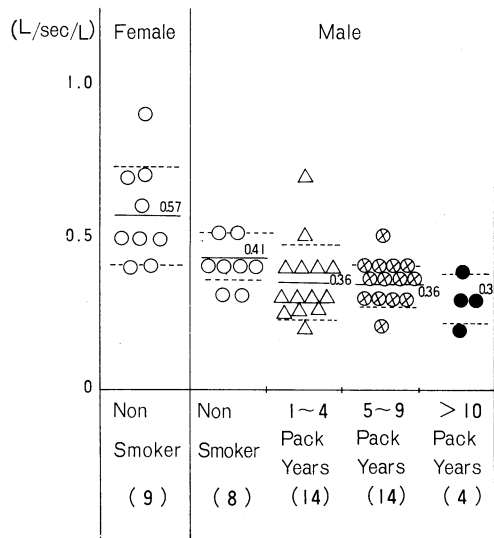 (L/sec/L) Female Male
1.0
0.57
0.5
0.41
0.36
0.36
0.3
0
Non Non 1~4 5~9 >10
Smoker Smoker Pack Pack Pack
Years Years Years
(9) (8) (14) (14) (4)